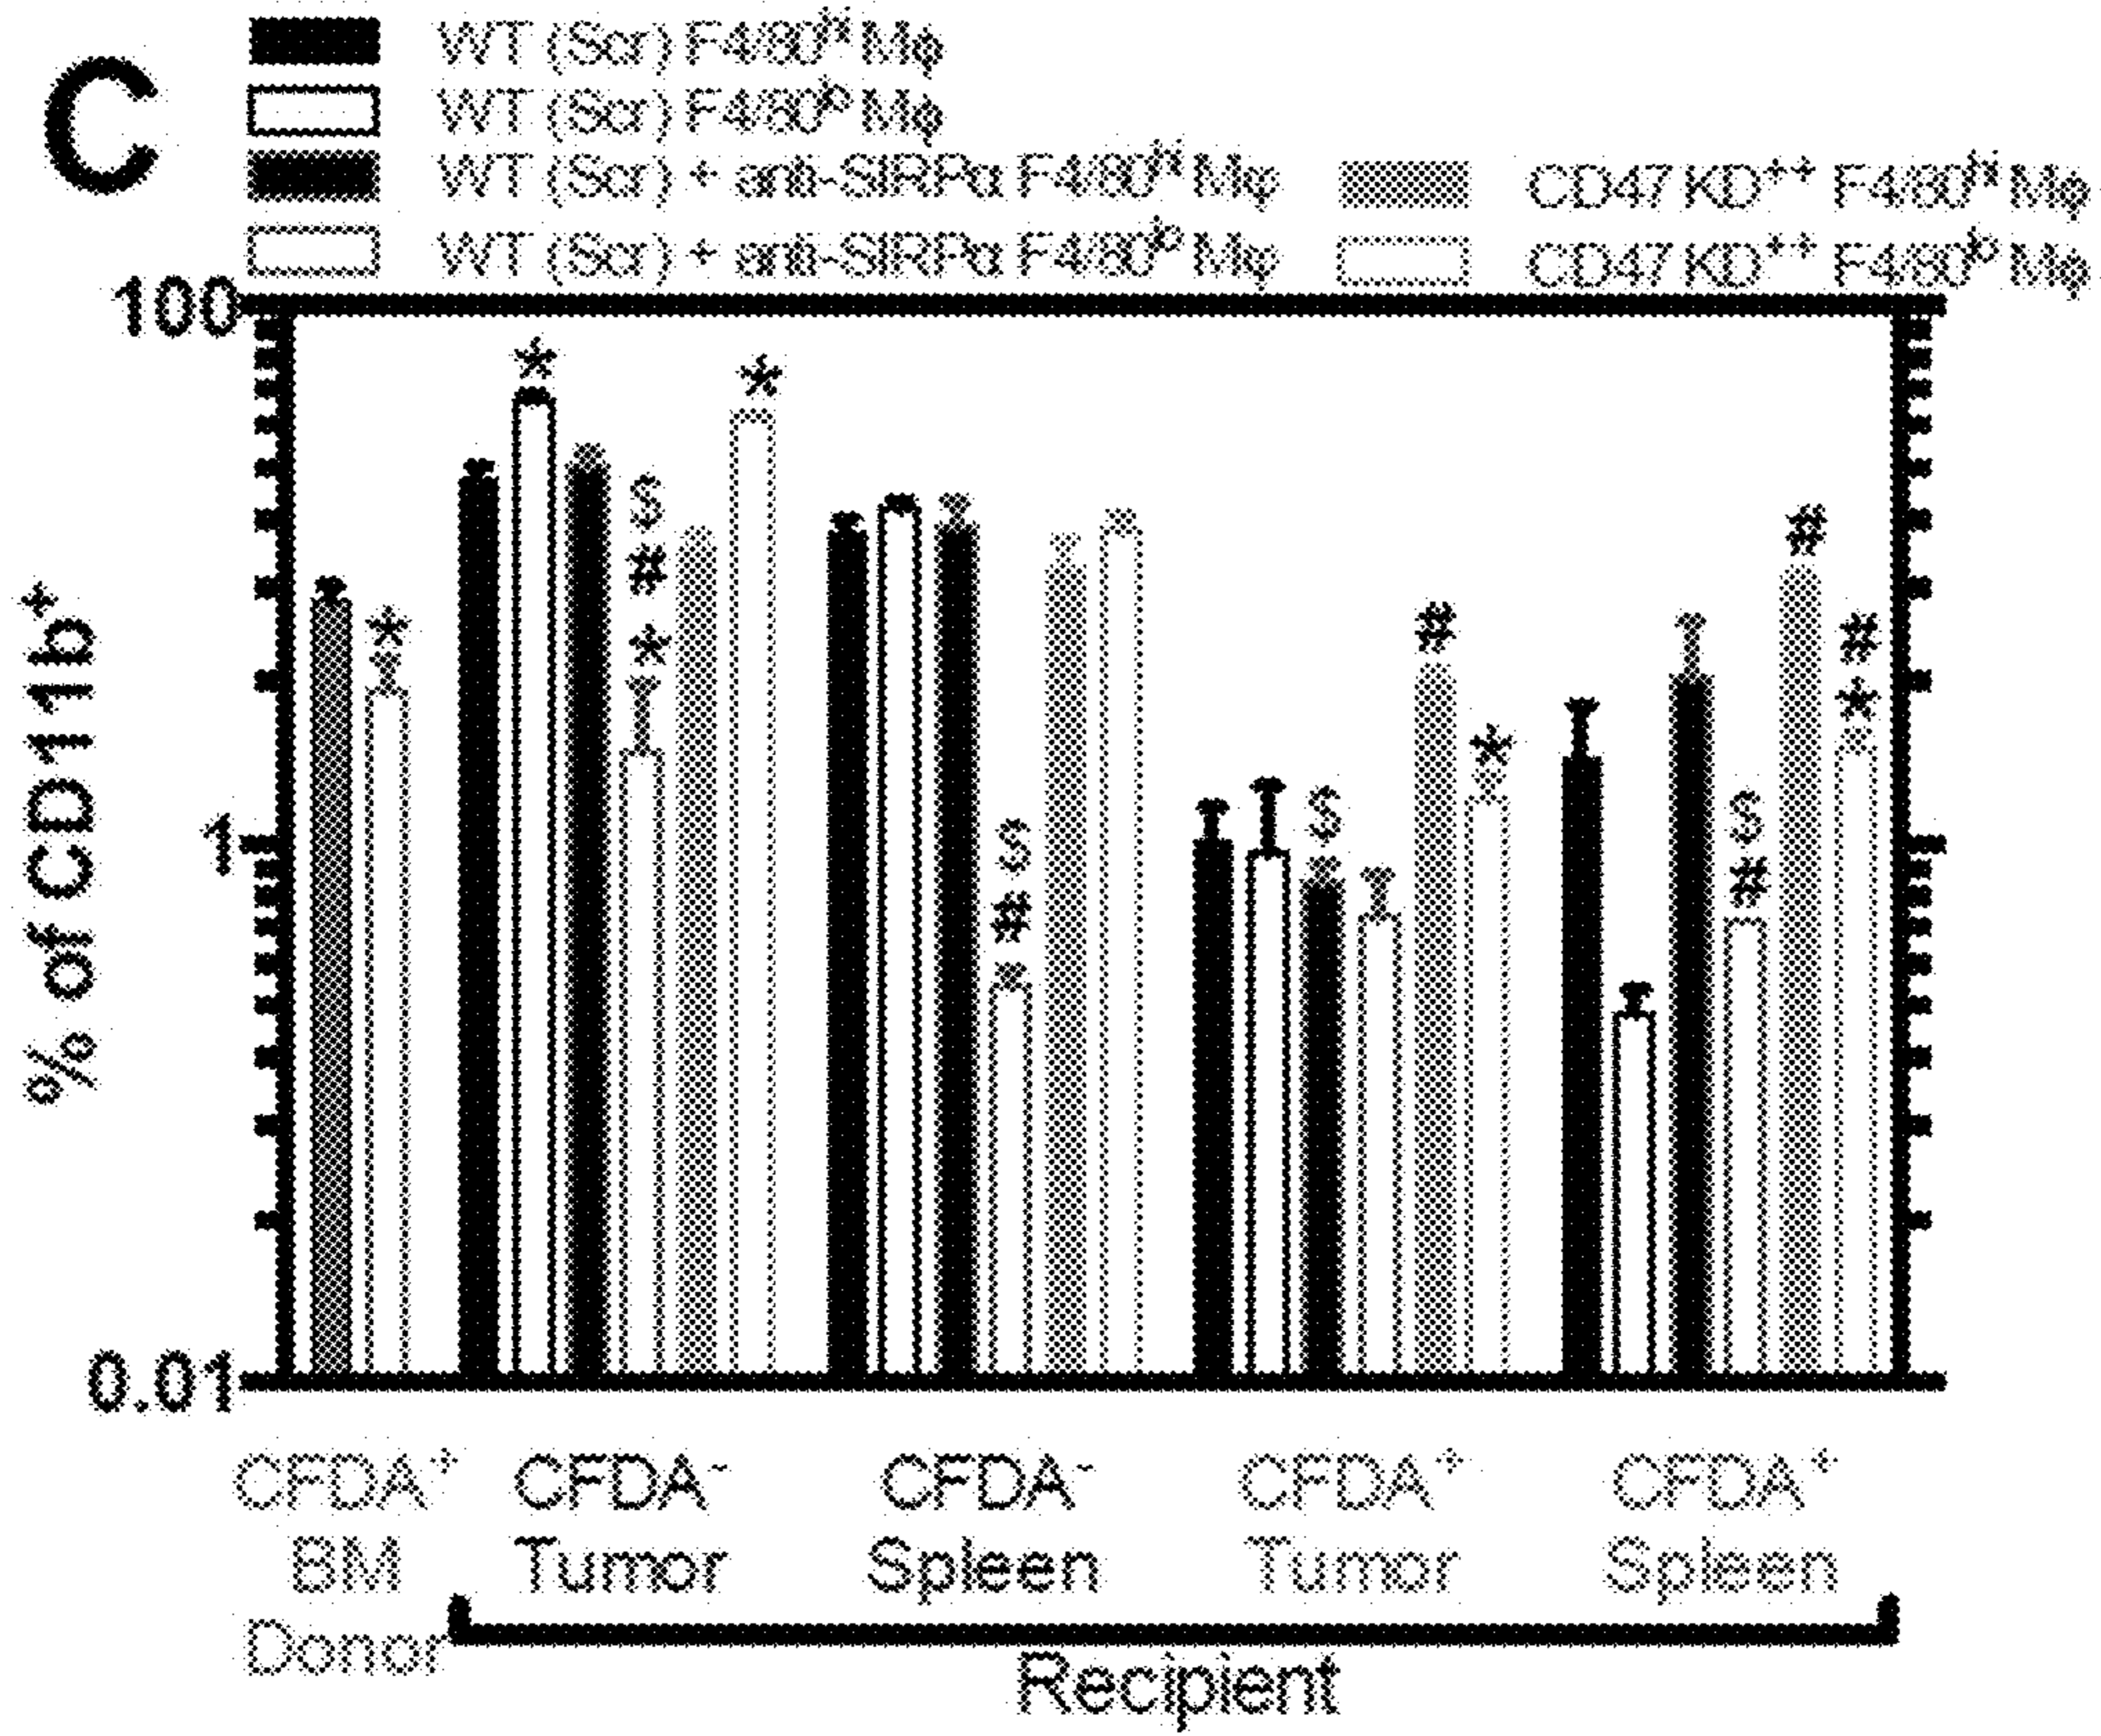 C
WT (Scr) F4/80ʰⁱ Mφ
WT (Scr) F4/80ˡᵒ Mφ
WT (Scr) + anti-SIRPα F4/80ʰⁱ Mφ
WT (Scr) + anti-SIRPα F4/80ˡᵒ Mφ
CD47 KD⁺⁺ F4/80ʰⁱ Mφ
CD47 KD⁺⁺ F4/80ˡᵒ Mφ
% of CD11b⁺
100
1
0.01
*
*
$
#
*
*
$
#
$
#
*
$
#
#
#
*
CFDA⁺
BM
Donor
CFDA⁻
Tumor
CFDA⁻
Spleen
CFDA⁺
Tumor
CFDA⁺
Spleen
Recipient